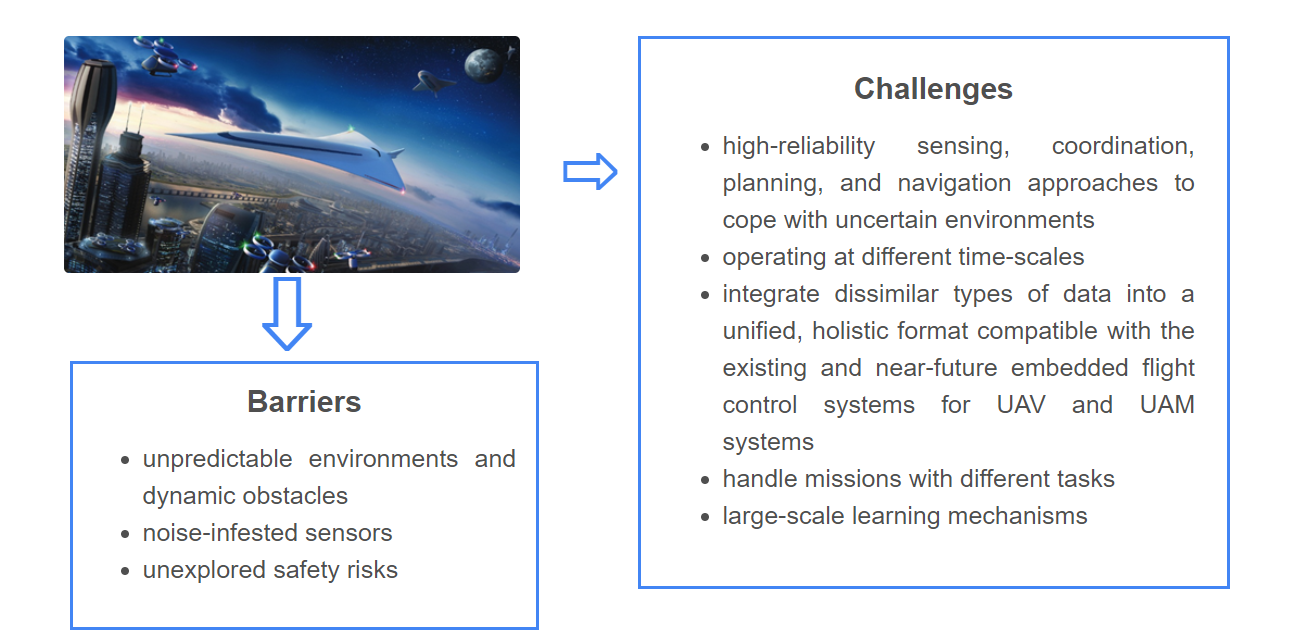 Challenges
high-reliability sensing, coordination,
planning, and navigation approaches to
cope with uncertain environments
operating at different time-scales
integrate dissimilar types of data into a
unified, holistic format compatible with the
existing and near-future embedded flight
control systems for UAV and UAM
systems
handle missions with different tasks
large-scale learning mechanisms
Barriers
unpredictable environments and
dynamic obstacles
noise-infested sensors
unexplored safety risks